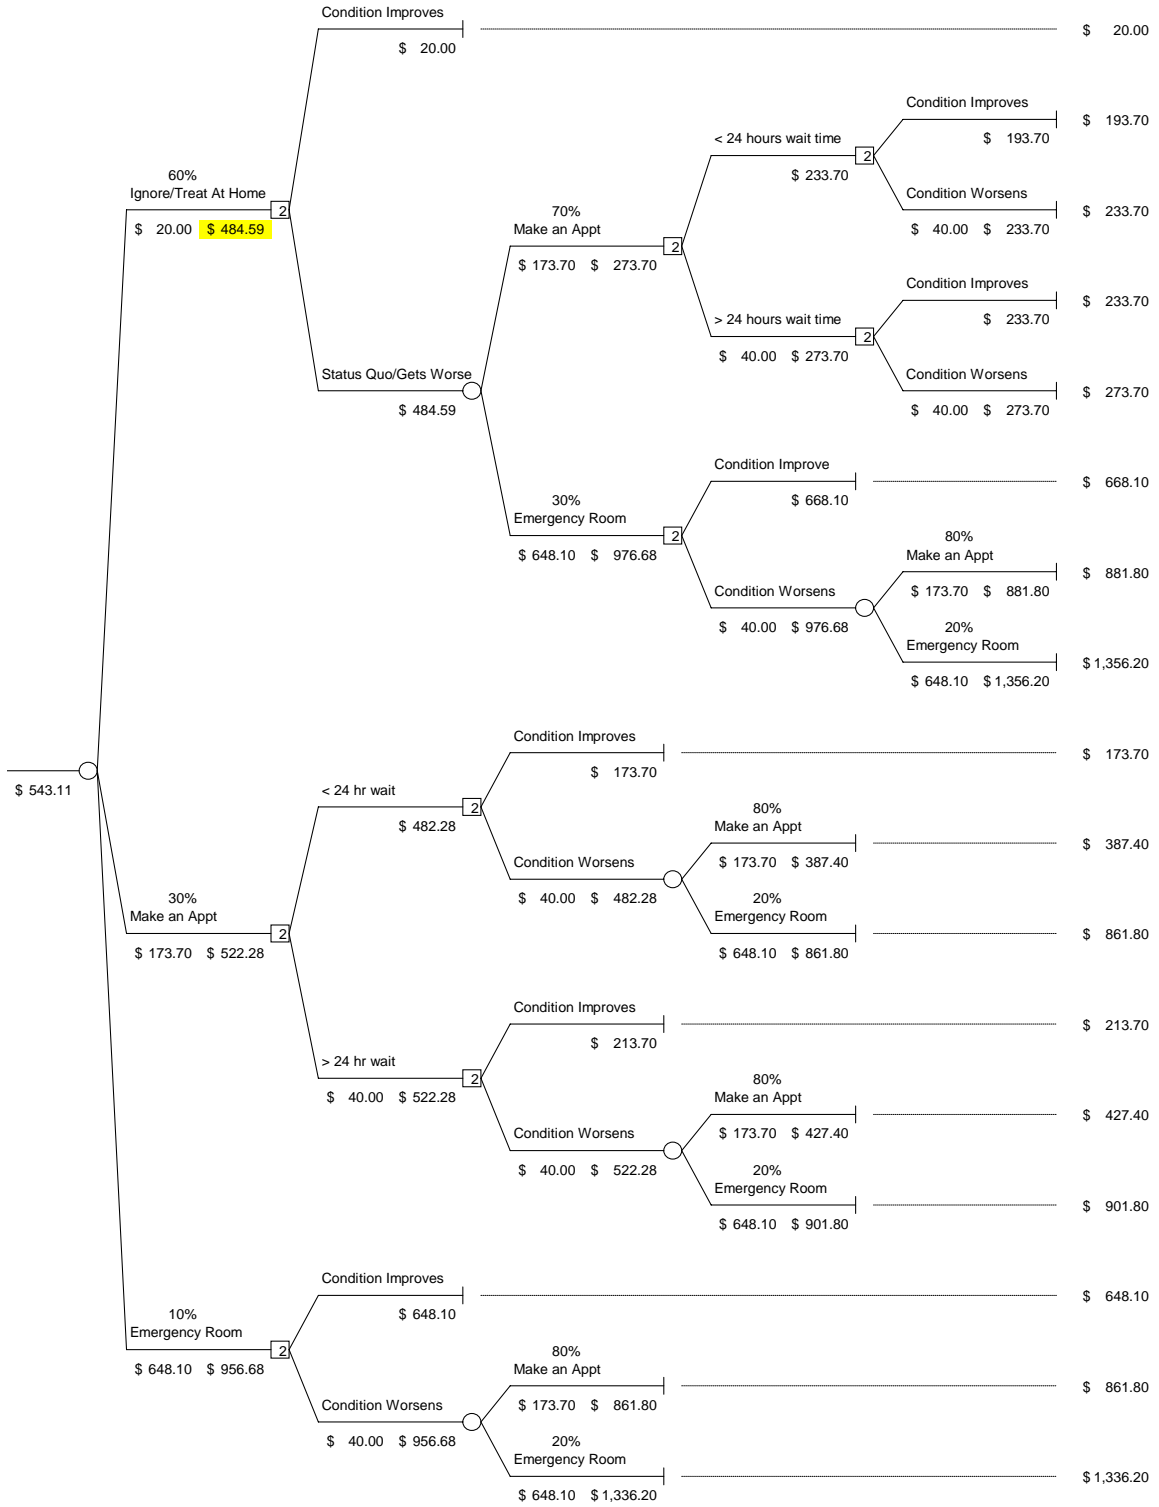 Condition Improves
$ 20.00
$ 20.00
Condition Improves
$ 193.70
$ 193.70
< 24 hours wait time
2
$ 233.70
60%
Ignore/Treat At Home
2
$ 20.00 $ 484.59
Condition Worsens
$ 233.70
$ 40.00 $ 233.70
70%
Make an Appt
2
$ 173.70 $ 273.70
Condition Improves
$ 233.70
$ 233.70
> 24 hours wait time
2
$ 40.00 $ 273.70
Status Quo/Gets Worse
$ 484.59
Condition Worsens
$ 273.70
$ 40.00 $ 273.70
Condition Improve
$ 668.10
$ 668.10
30%
Emergency Room
2
$ 648.10 $ 976.68
80%
Make an Appt
$ 881.80
$ 173.70 $ 881.80
Condition Worsens
$ 40.00 $ 976.68
20%
Emergency Room
$ 1,356.20
$ 648.10 $ 1,356.20
Condition Improves
$ 173.70
$ 173.70
$ 543.11
< 24 hr wait
2
$ 482.28
80%
Make an Appt
$ 387.40
$ 173.70 $ 387.40
Condition Worsens
$ 40.00 $ 482.28
20%
Emergency Room
$ 861.80
$ 648.10 $ 861.80
30%
Make an Appt
2
$ 173.70 $ 522.28
Condition Improves
$ 213.70
$ 213.70
> 24 hr wait
2
$ 40.00 $ 522.28
80%
Make an Appt
$ 427.40
$ 173.70 $ 427.40
Condition Worsens
$ 40.00 $ 522.28
20%
Emergency Room
$ 901.80
$ 648.10 $ 901.80
Condition Improves
$ 648.10
$ 648.10
10%
Emergency Room
2
$ 648.10 $ 956.68
80%
Make an Appt
$ 861.80
$ 173.70 $ 861.80
Condition Worsens
$ 40.00 $ 956.68
20%
Emergency Room
$ 1,336.20
$ 648.10 $ 1,336.20